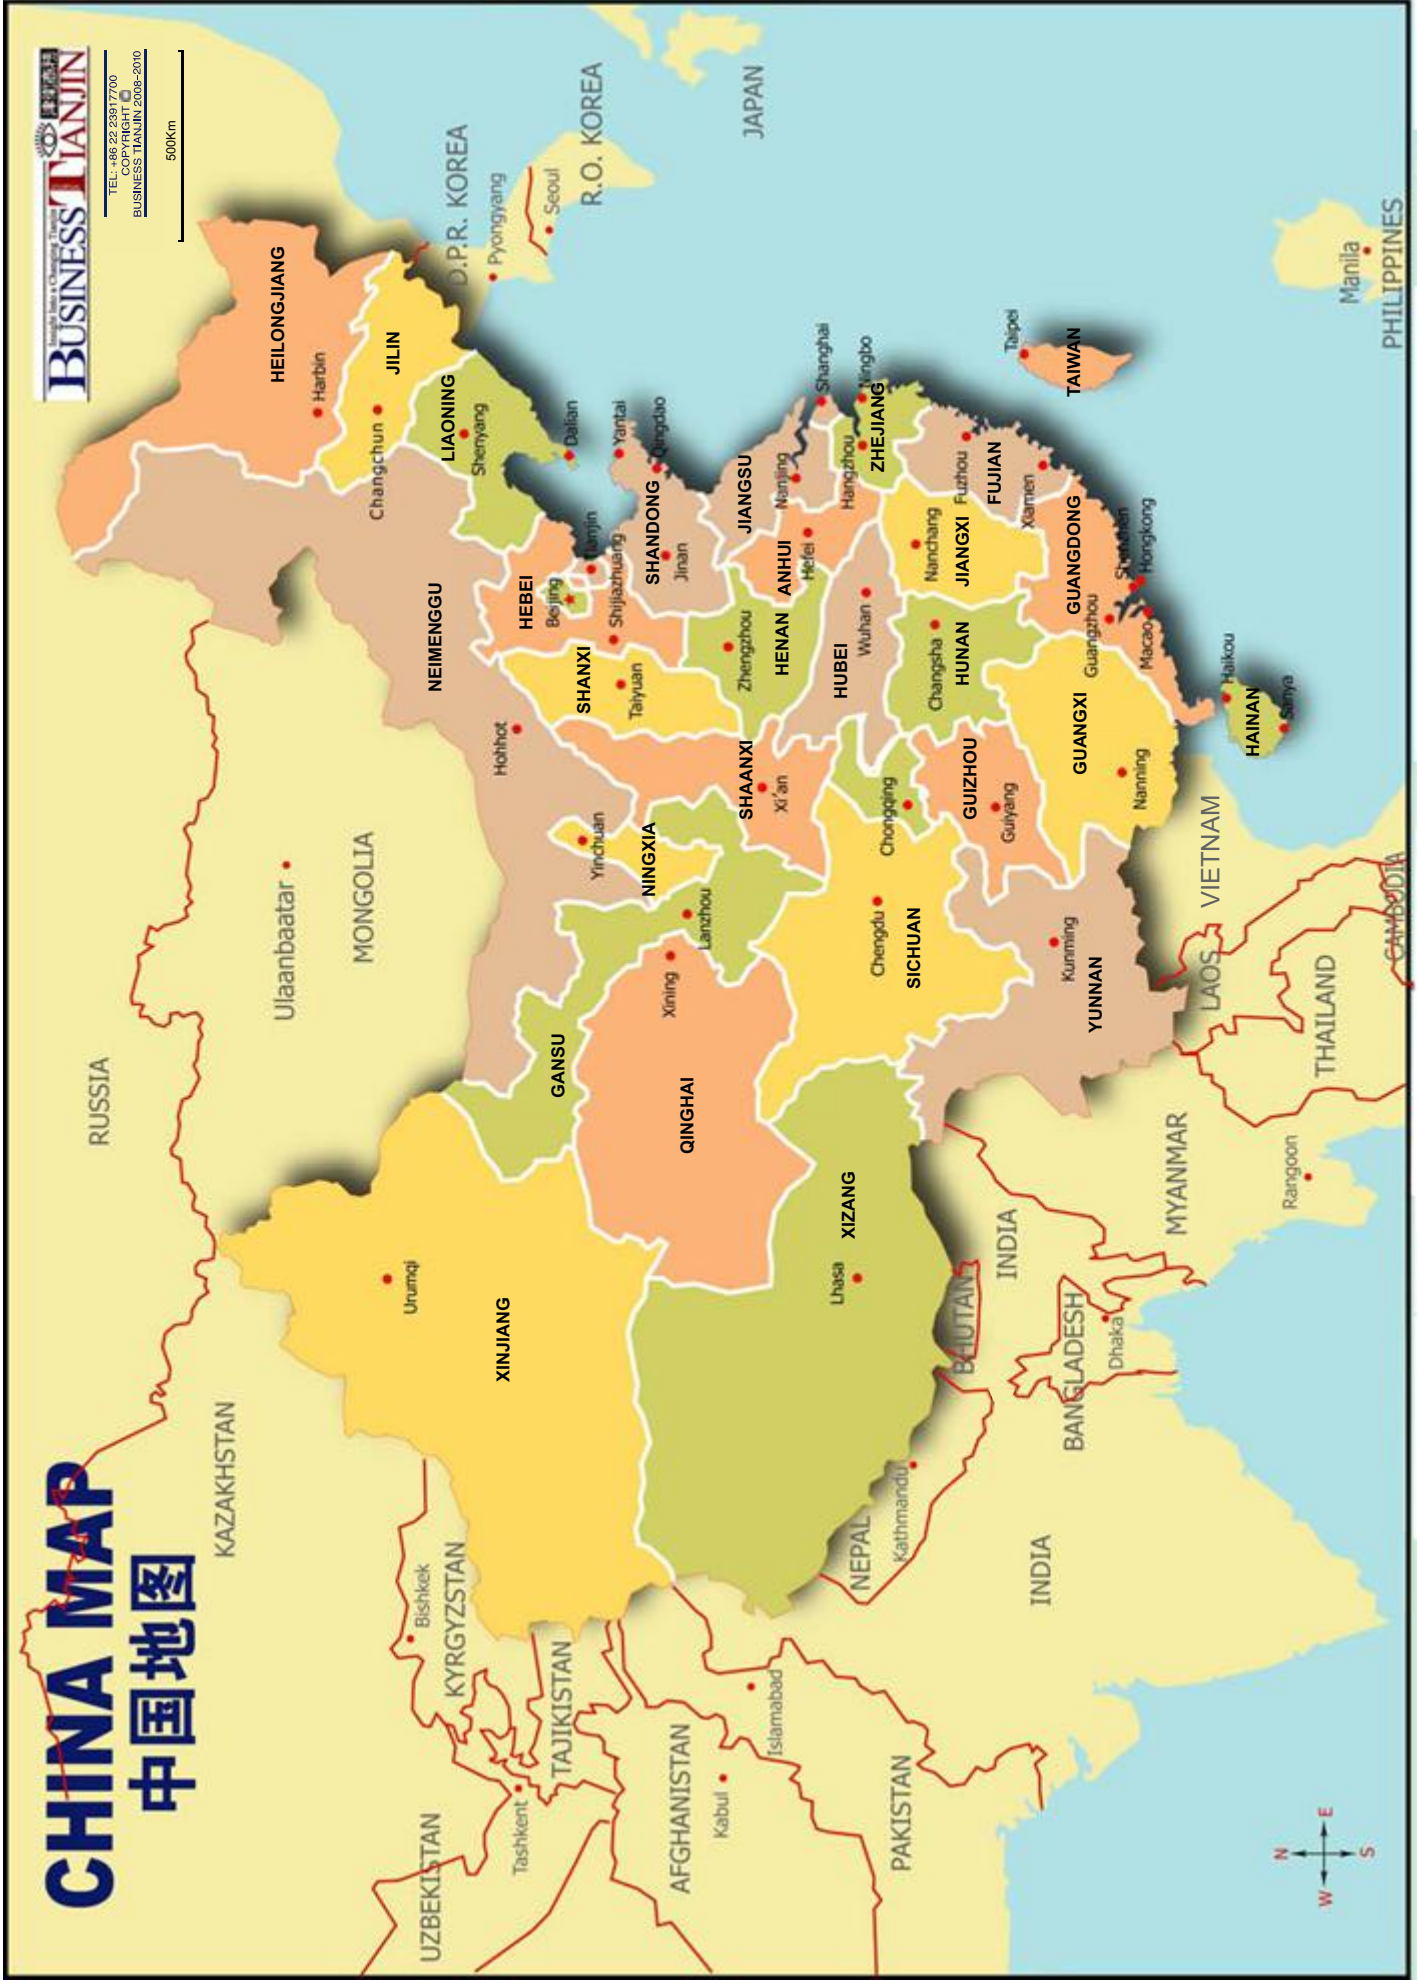 CHINA MAP
中国地图
Insight Into a Changing Tianjin
BUSINESS TIANJIN
TEL: +86 22 23917700
COPYRIGHT
BUSINESS TIANJIN 2008-2010
500Km
RUSSIA
KAZAKHSTAN
MONGOLIA
Ulaanbaatar
HEILONGJIANG
Harbin
JILIN
Changchun
LIAONING
Shenyang
Dalian
D.P.R. KOREA
Pyongyang
Seoul
R.O. KOREA
JAPAN
NEIMENGGU
Hohhot
HEBEI
Beijing
Tianjin
Shijiazhuang
SHANXI
Taiyuan
SHANDONG
Jinan
Yantai
Qingdao
Urumqi
XINJIANG
Bishkek
KYRGYZSTAN
UZBEKISTAN
Tashkent
TAJIKISTAN
AFGHANISTAN
Kabul
Islamabad
PAKISTAN
GANSU
Lanzhou
NINGXIA
Yinchuan
QINGHAI
Xining
SHAANXI
Xi'an
HENAN
Zhengzhou
JIANGSU
Nanjing
ANHUI
Hefei
Shanghai
Ningbo
Hangzhou
ZHEJIANG
HUBEI
Wuhan
XIZANG
Lhasa
SICHUAN
Chengdu
Chongqing
GUIZHOU
Guiyang
HUNAN
Changsha
JIANGXI
Nanchang
FUJIAN
Fuzhou
Xiamen
Taipei
TAIWAN
YUNNAN
Kunming
GUANGXI
Nanning
GUANGDONG
Guangzhou
Shenzhen
Hongkong
Macao
Haikou
HAINAN
Sanya
NEPAL
Kathmandu
BHUTAN
INDIA
INDIA
BANGLADESH
Dhaka
MYANMAR
Rangoon
LAOS
VIETNAM
THAILAND
CAMBODIA
Manila
PHILIPPINES
N
W
E
S